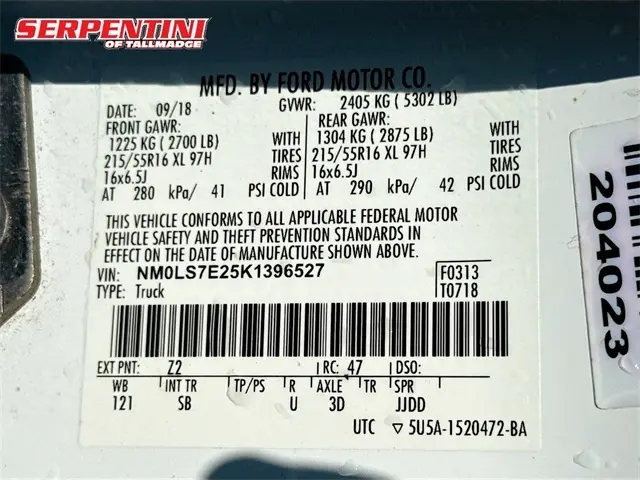 SERPENTINI
OF TALLMADGE
MFD. BY FORD MOTOR CO.
DATE: 09/18 GVWR: 2405 KG ( 5302 LB)
FRONT GAWR: REAR GAWR:
1225 KG ( 2700 LB) WITH 1304 KG ( 2875 LB) WITH
215/55R16 XL 97H TIRES 215/55R16 XL 97H TIRES
16x6.5J RIMS 16x6.5J RIMS
AT 280 kPa/ 41 PSI COLD AT 290 kPa/ 42 PSI COLD
THIS VEHICLE CONFORMS TO ALL APPLICABLE FEDERAL MOTOR
VEHICLE SAFETY AND THEFT PREVENTION STANDARDS IN
EFFECT ON THE DATE OF MANUFACTURE SHOWN ABOVE.
VIN: NM0LS7E25K1396527 F0313
TYPE: Truck T0718
EXT PNT: Z2 RC: 47 DSO:
WB INT TR TP/PS R AXLE TR SPR
121 SB U 3D JJDD
UTC ▽ 5U5A-1520472-BA
204023